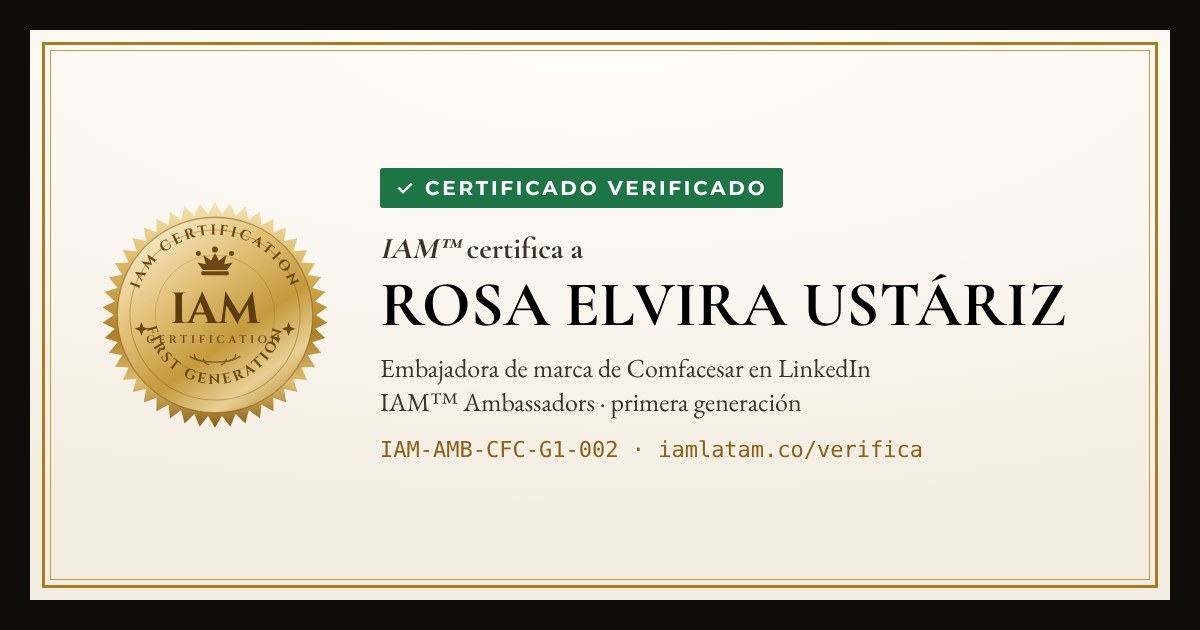 IAM CERTIFICATION
IAM
CERTIFICATION
FIRST GENERATION
✓ CERTIFICADO VERIFICADO
IAM™ certifica a
ROSA ELVIRA USTÁRIZ
Embajadora de marca de Comfacesar en LinkedIn
IAM™ Ambassadors · primera generación
IAM-AMB-CFC-G1-002 · iamlatam.co/verifica